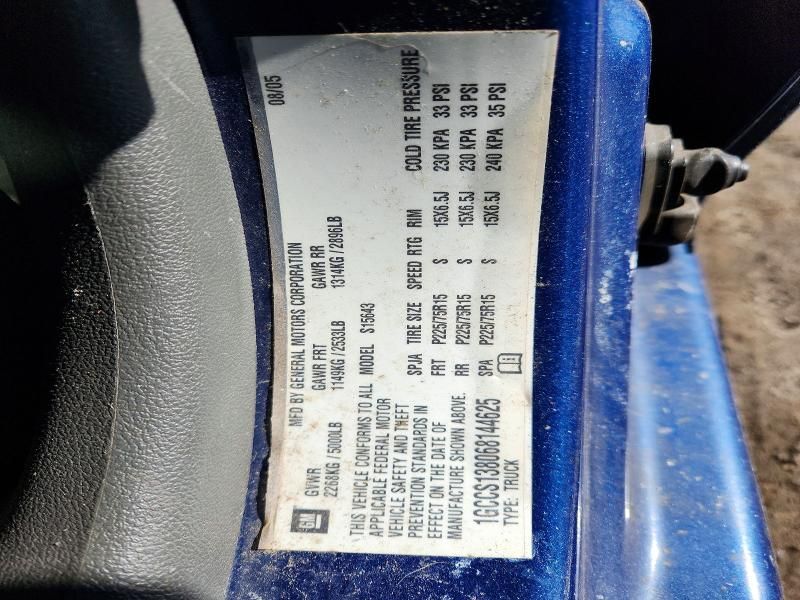 MFD BY GENERAL MOTORS CORPORATION
08/05
GM
GVWR GAWR FRT GAWR RR
2268KG/5000LB 1149KG/2533LB 1314KG/2896LB
THIS VEHICLE CONFORMS TO ALL
APPLICABLE FEDERAL MOTOR
VEHICLE SAFETY AND THEFT
PREVENTION STANDARDS IN
EFFECT ON THE DATE OF
MANUFACTURE SHOWN ABOVE.
1GCCS138068144625
TYPE: TRUCK
MODEL S15643
SPJA TIRE SIZE SPEED RTG RIM COLD TIRE PRESSURE
FRT P225/75R15 S 15X6.5J 230 KPA 33 PSI
RR P225/75R15 S 15X6.5J 230 KPA 33 PSI
SPA P225/75R15 S 15X6.5J 240 KPA 35 PSI